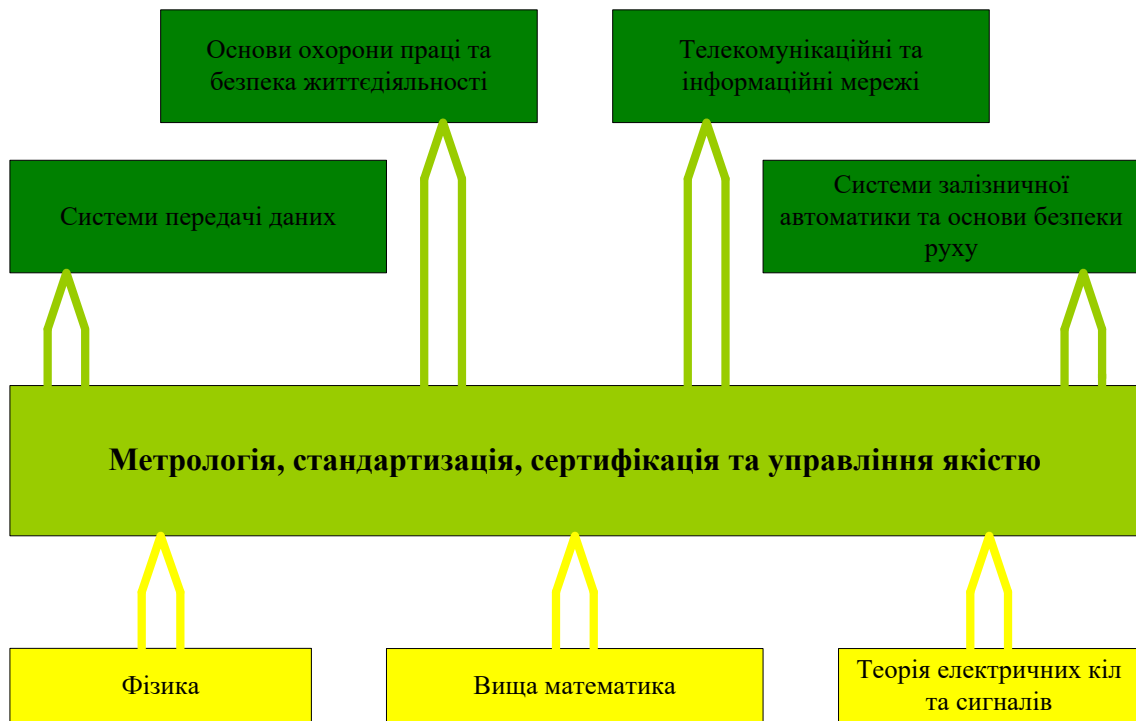 Основи охорони праці та
безпека життєдіяльності
Телекомунікаційні та
інформаційні мережі
Системи передачі даних
Системи залізничної
автоматики та основи безпеки
руху
Метрологія, стандартизація, сертифікація та управління якістю
Фізика
Вища математика
Теорія електричних кіл
та сигналів